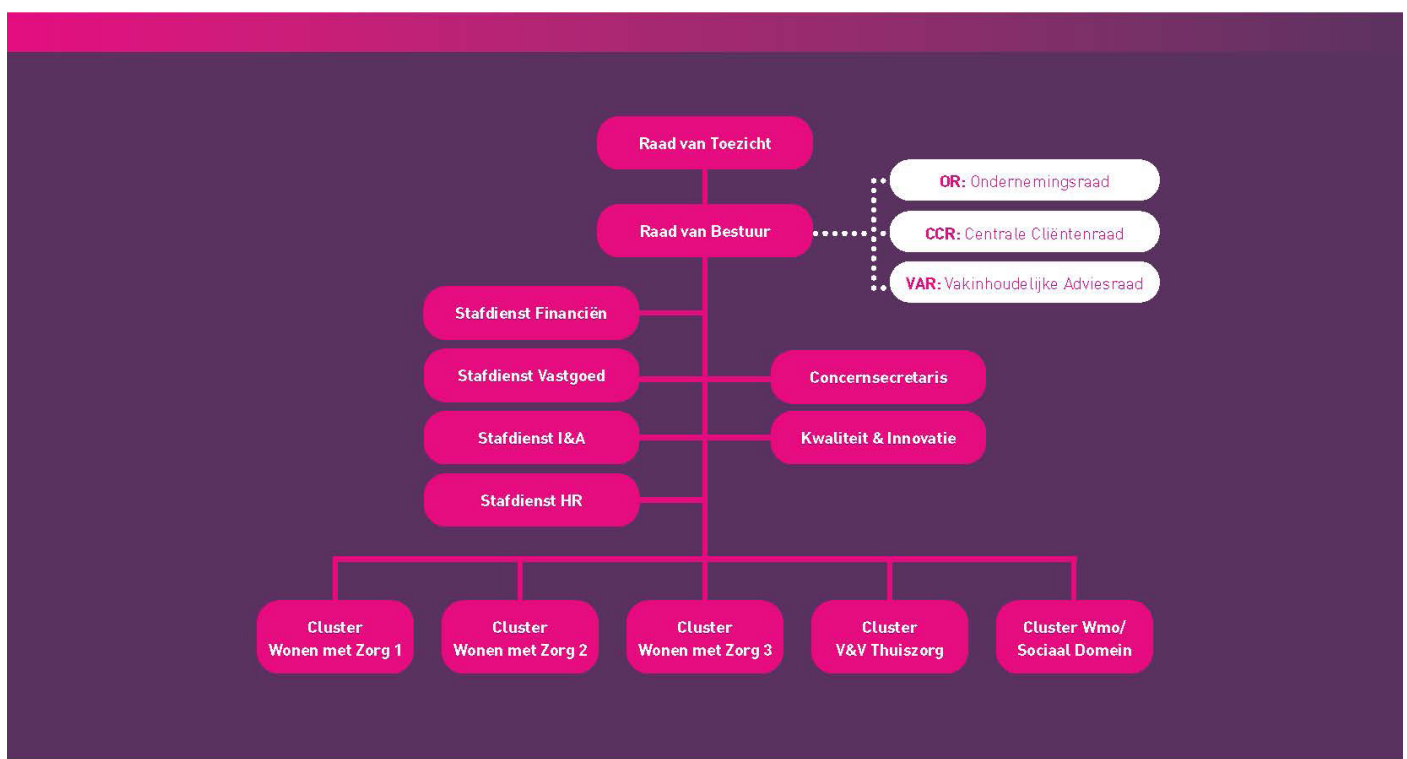 Raad van Toezicht
Raad van Bestuur
OR: Ondernemingsraad
CCR: Centrale Cliëntenraad
VAR: Vakinhoudelijke Adviesraad
Stafdienst Financiën
Stafdienst Vastgoed
Concernsecretaris
Stafdienst I&A
Kwaliteit & Innovatie
Stafdienst HR
Cluster
Wonen met Zorg 1
Cluster
Wonen met Zorg 2
Cluster
Wonen met Zorg 3
Cluster
V&V Thuiszorg
Cluster Wmo/
Sociaal Domein